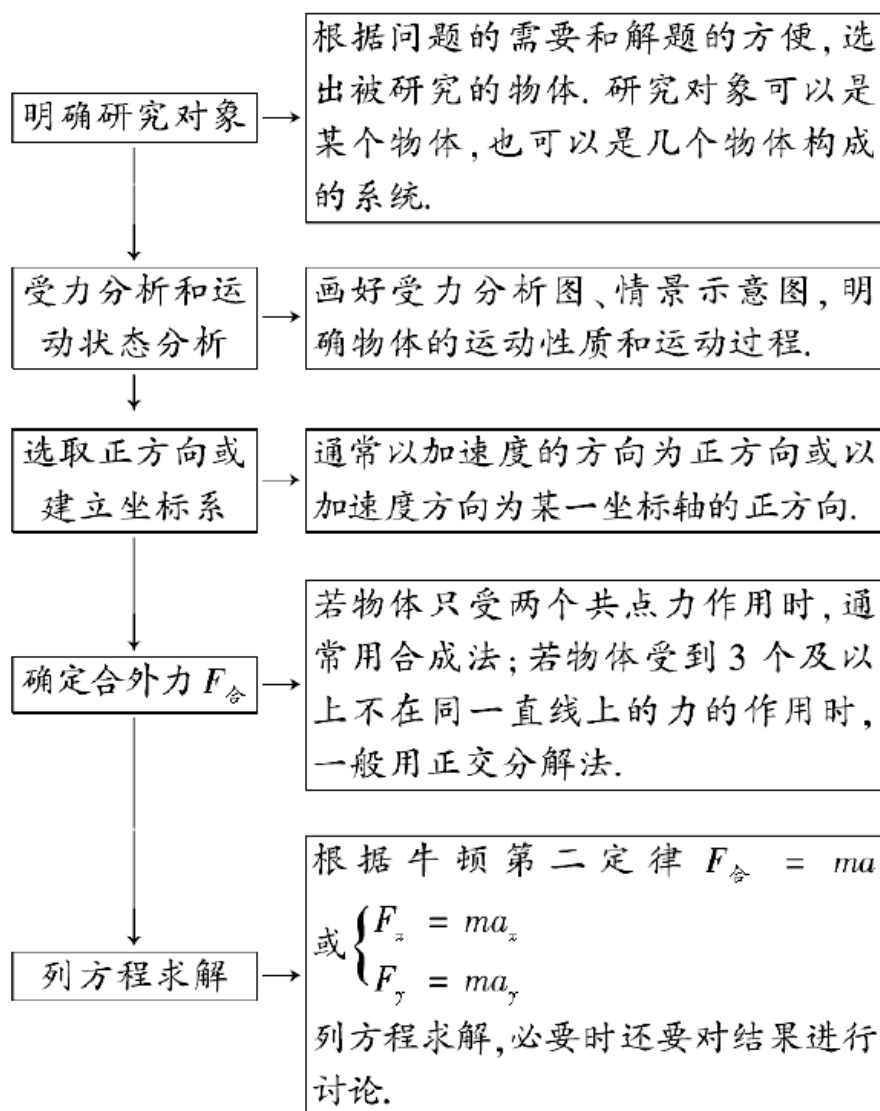 明确研究对象
根据问题的需要和解题的方便,选
出被研究的物体.研究对象可以是
某个物体,也可以是几个物体构成
的系统.
受力分析和运
动状态分析
画好受力分析图、情景示意图,明
确物体的运动性质和运动过程.
选取正方向或
建立坐标系
通常以加速度的方向为正方向或以
加速度方向为某一坐标轴的正方向.
确定合外力F合
若物体只受两个共点力作用时,通
常用合成法;若物体受到3个及以
上不在同一直线上的力的作用时,
一般用正交分解法.
列方程求解
根据牛顿第二定律F合 = ma
或{Fx = max
Fy = may
列方程求解,必要时还要对结果进行
讨论.